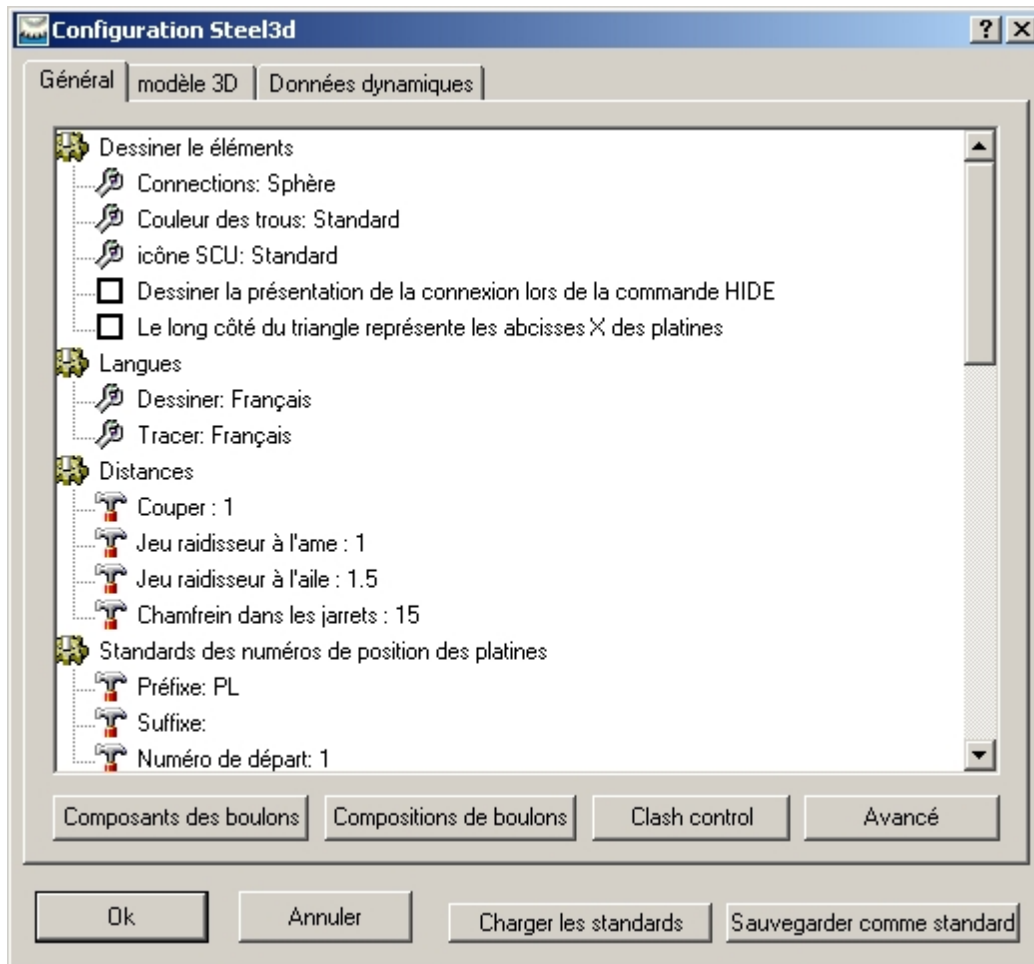 Configuration Steel3d
Général
modèle 3D
Données dynamiques
Dessiner le éléments
Connections: Sphère
Couleur des trous: Standard
icône SCU: Standard
Dessiner la présentation de la connexion lors de la commande HIDE
Le long côté du triangle représente les abcisses X des platines
Langues
Dessiner: Français
Tracer: Français
Distances
Couper : 1
Jeu raidisseur à l'ame : 1
Jeu raidisseur à l'aile : 1.5
Chamfrein dans les jarrets : 15
Standards des numéros de position des platines
Préfixe: PL
Suffixe:
Numéro de départ: 1
Composants des boulons
Compositions de boulons
Clash control
Avancé
Ok
Annuler
Charger les standards
Sauvegarder comme standard